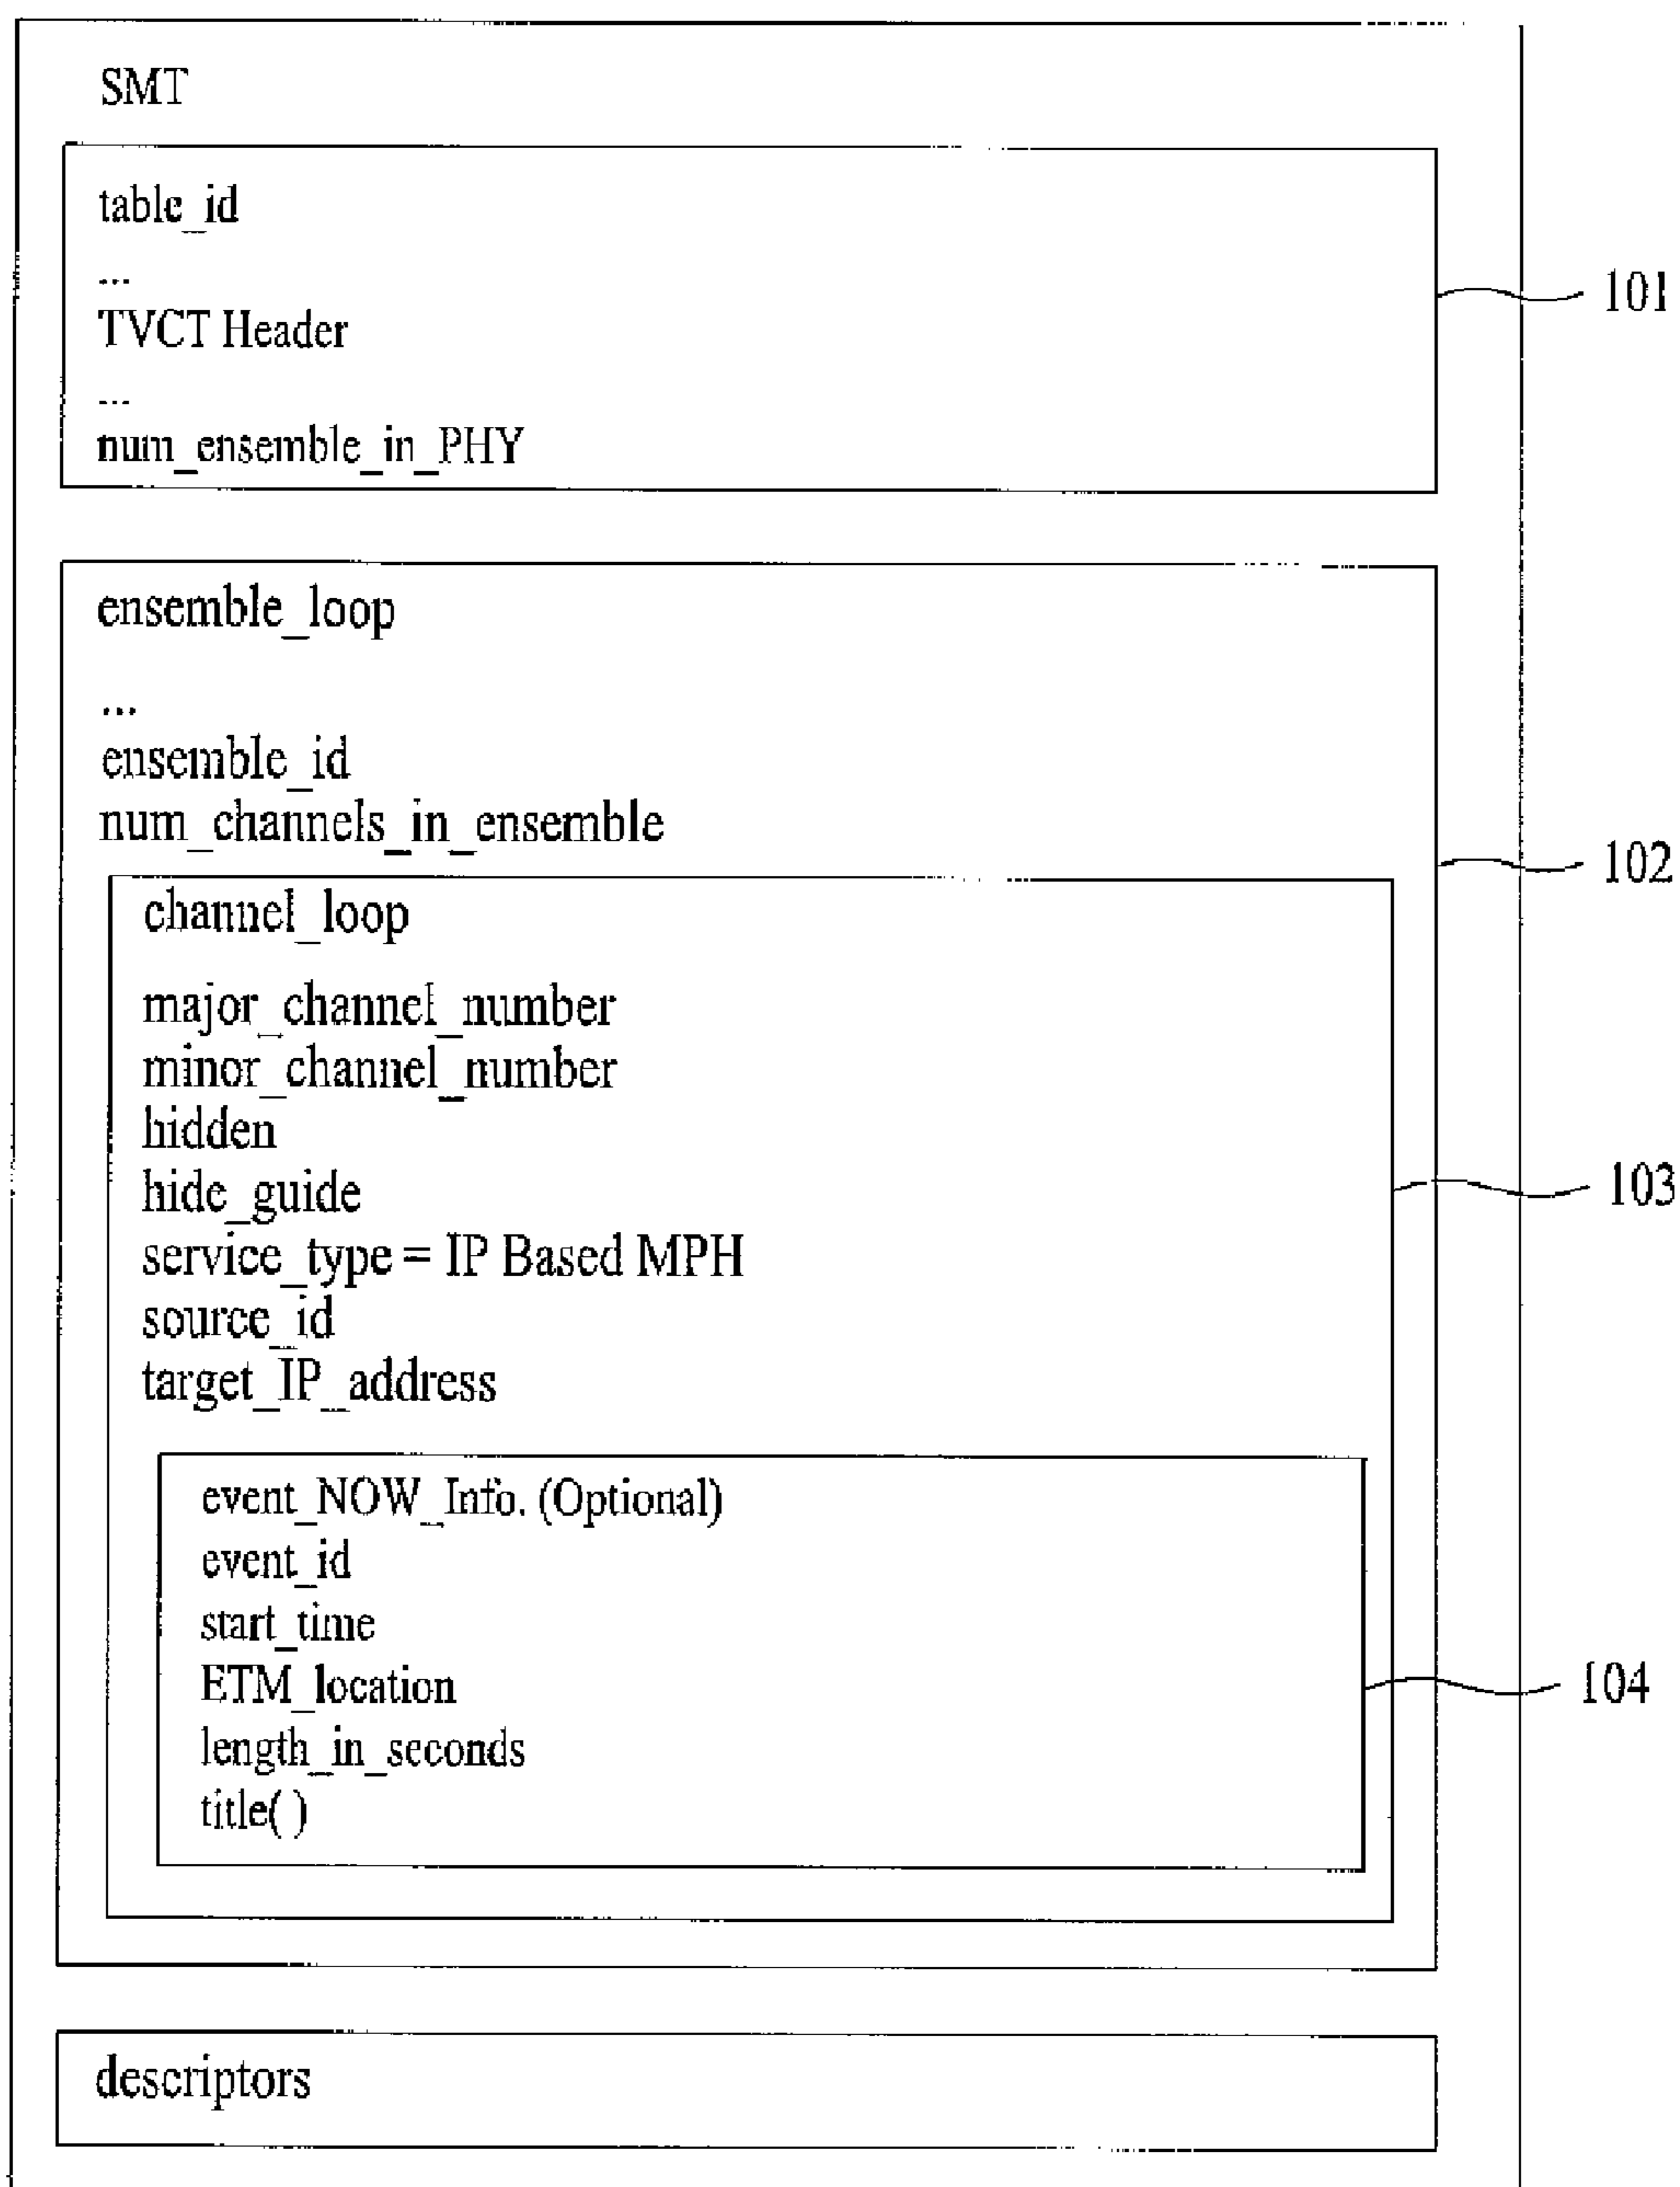 SMT
table_id
...
TVCT Header
...
num_ensemble_in_PHY
101
ensemble_loop
...
ensemble_id
num_channels_in_ensemble
102
channel_loop
major_channel_number
minor_channel_number
hidden
hide_guide
103
service_type = IP Based MPH
source_id
target_IP_address
event_NOW_Info. (Optional)
event_id
start_time
ETM_location
104
length_in_seconds
title( )
descriptors